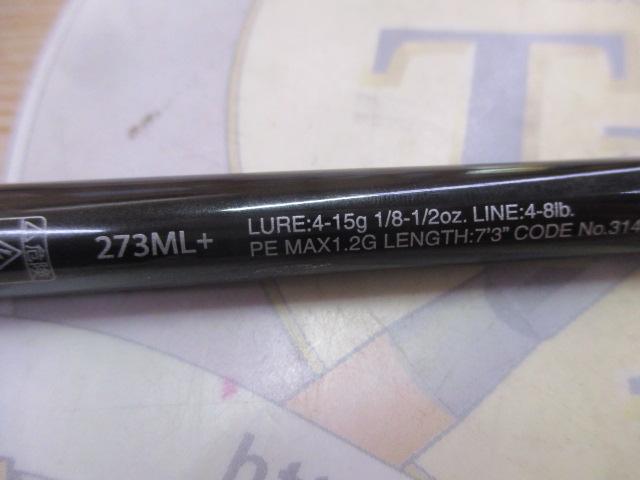 273ML+
LURE:4-15g 1/8-1/2oz. LINE:4-8lb.
PE MAX1.2G LENGTH:7'3" CODE No.314